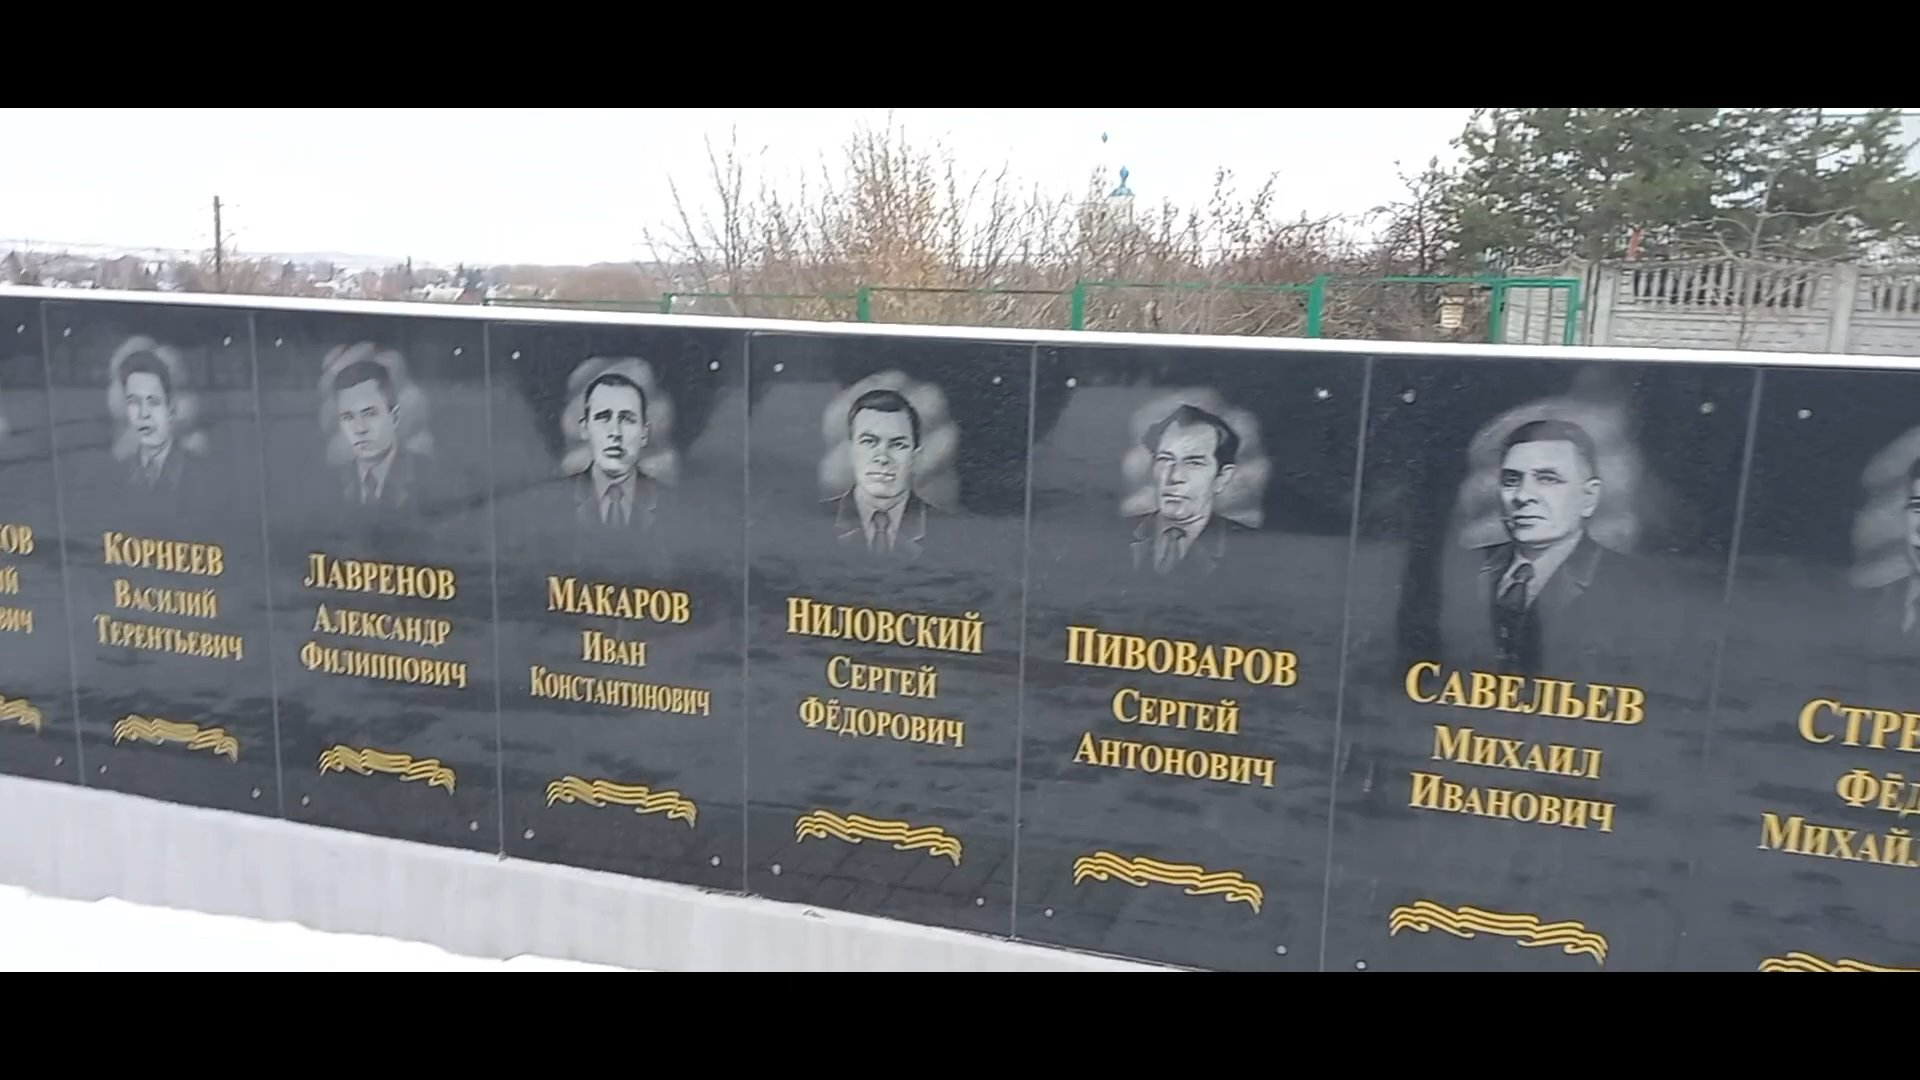 Корнеев
Василий
Терентьевич
Лавренов
Александр
Филиппович
Макаров
Иван
Константинович
Ниловский
Сергей
Фёдорович
Пивоваров
Сергей
Антонович
Савельев
Михаил
Иванович